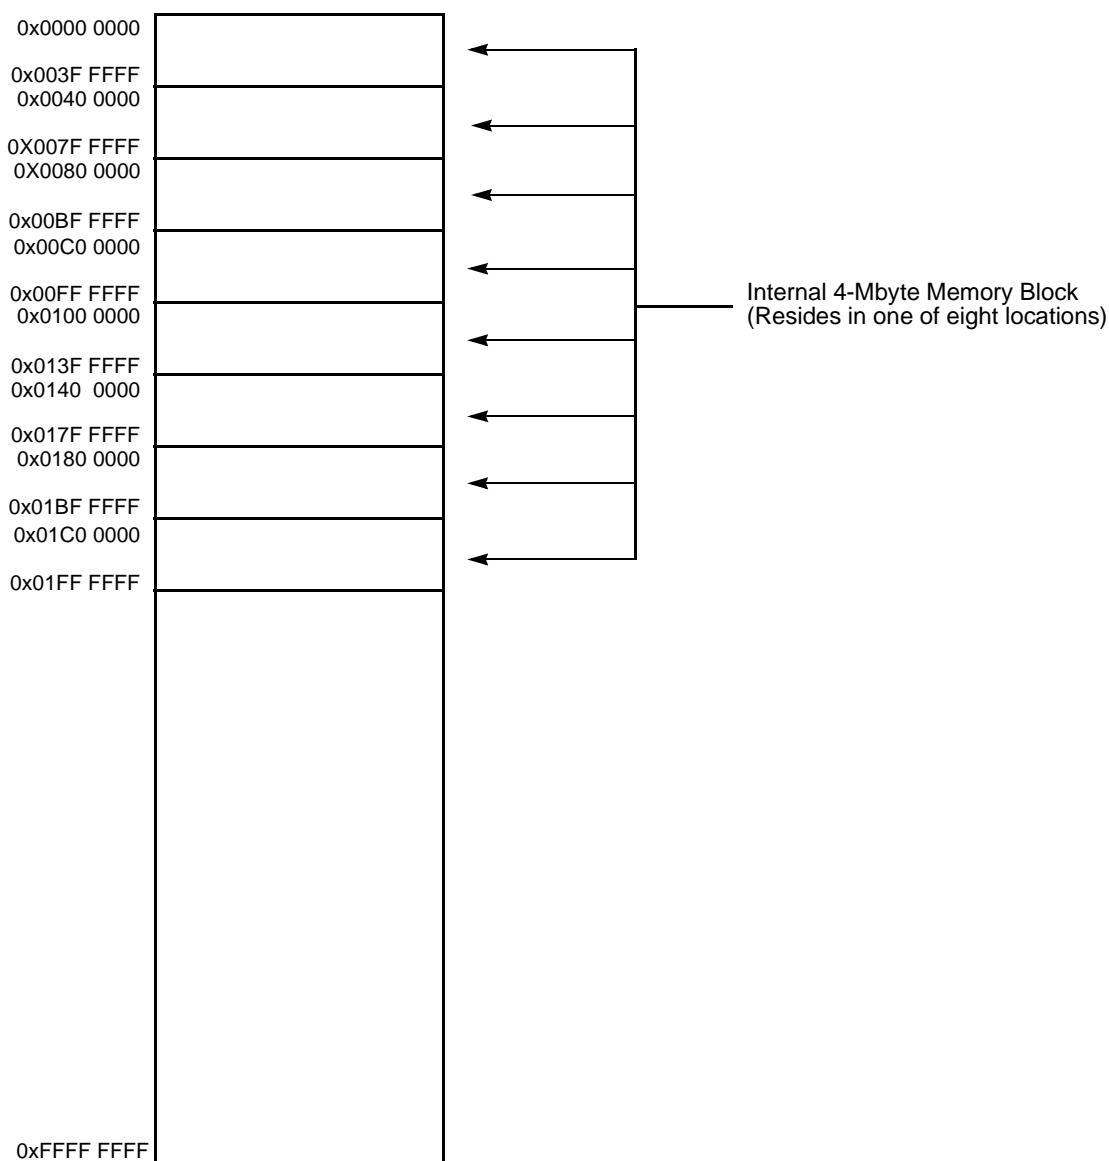 0x0000 0000
0x003F FFFF
0x0040 0000
0X007F FFFF
0X0080 0000
0x00BF FFFF
0x00C0 0000
0x00FF FFFF
0x0100 0000
0x013F FFFF
0x0140  0000
0x017F FFFF
0x0180 0000
0x01BF FFFF
0x01C0 0000
0x01FF FFFF
0xFFFF FFFF
Internal 4-Mbyte Memory Block
(Resides in one of eight locations)